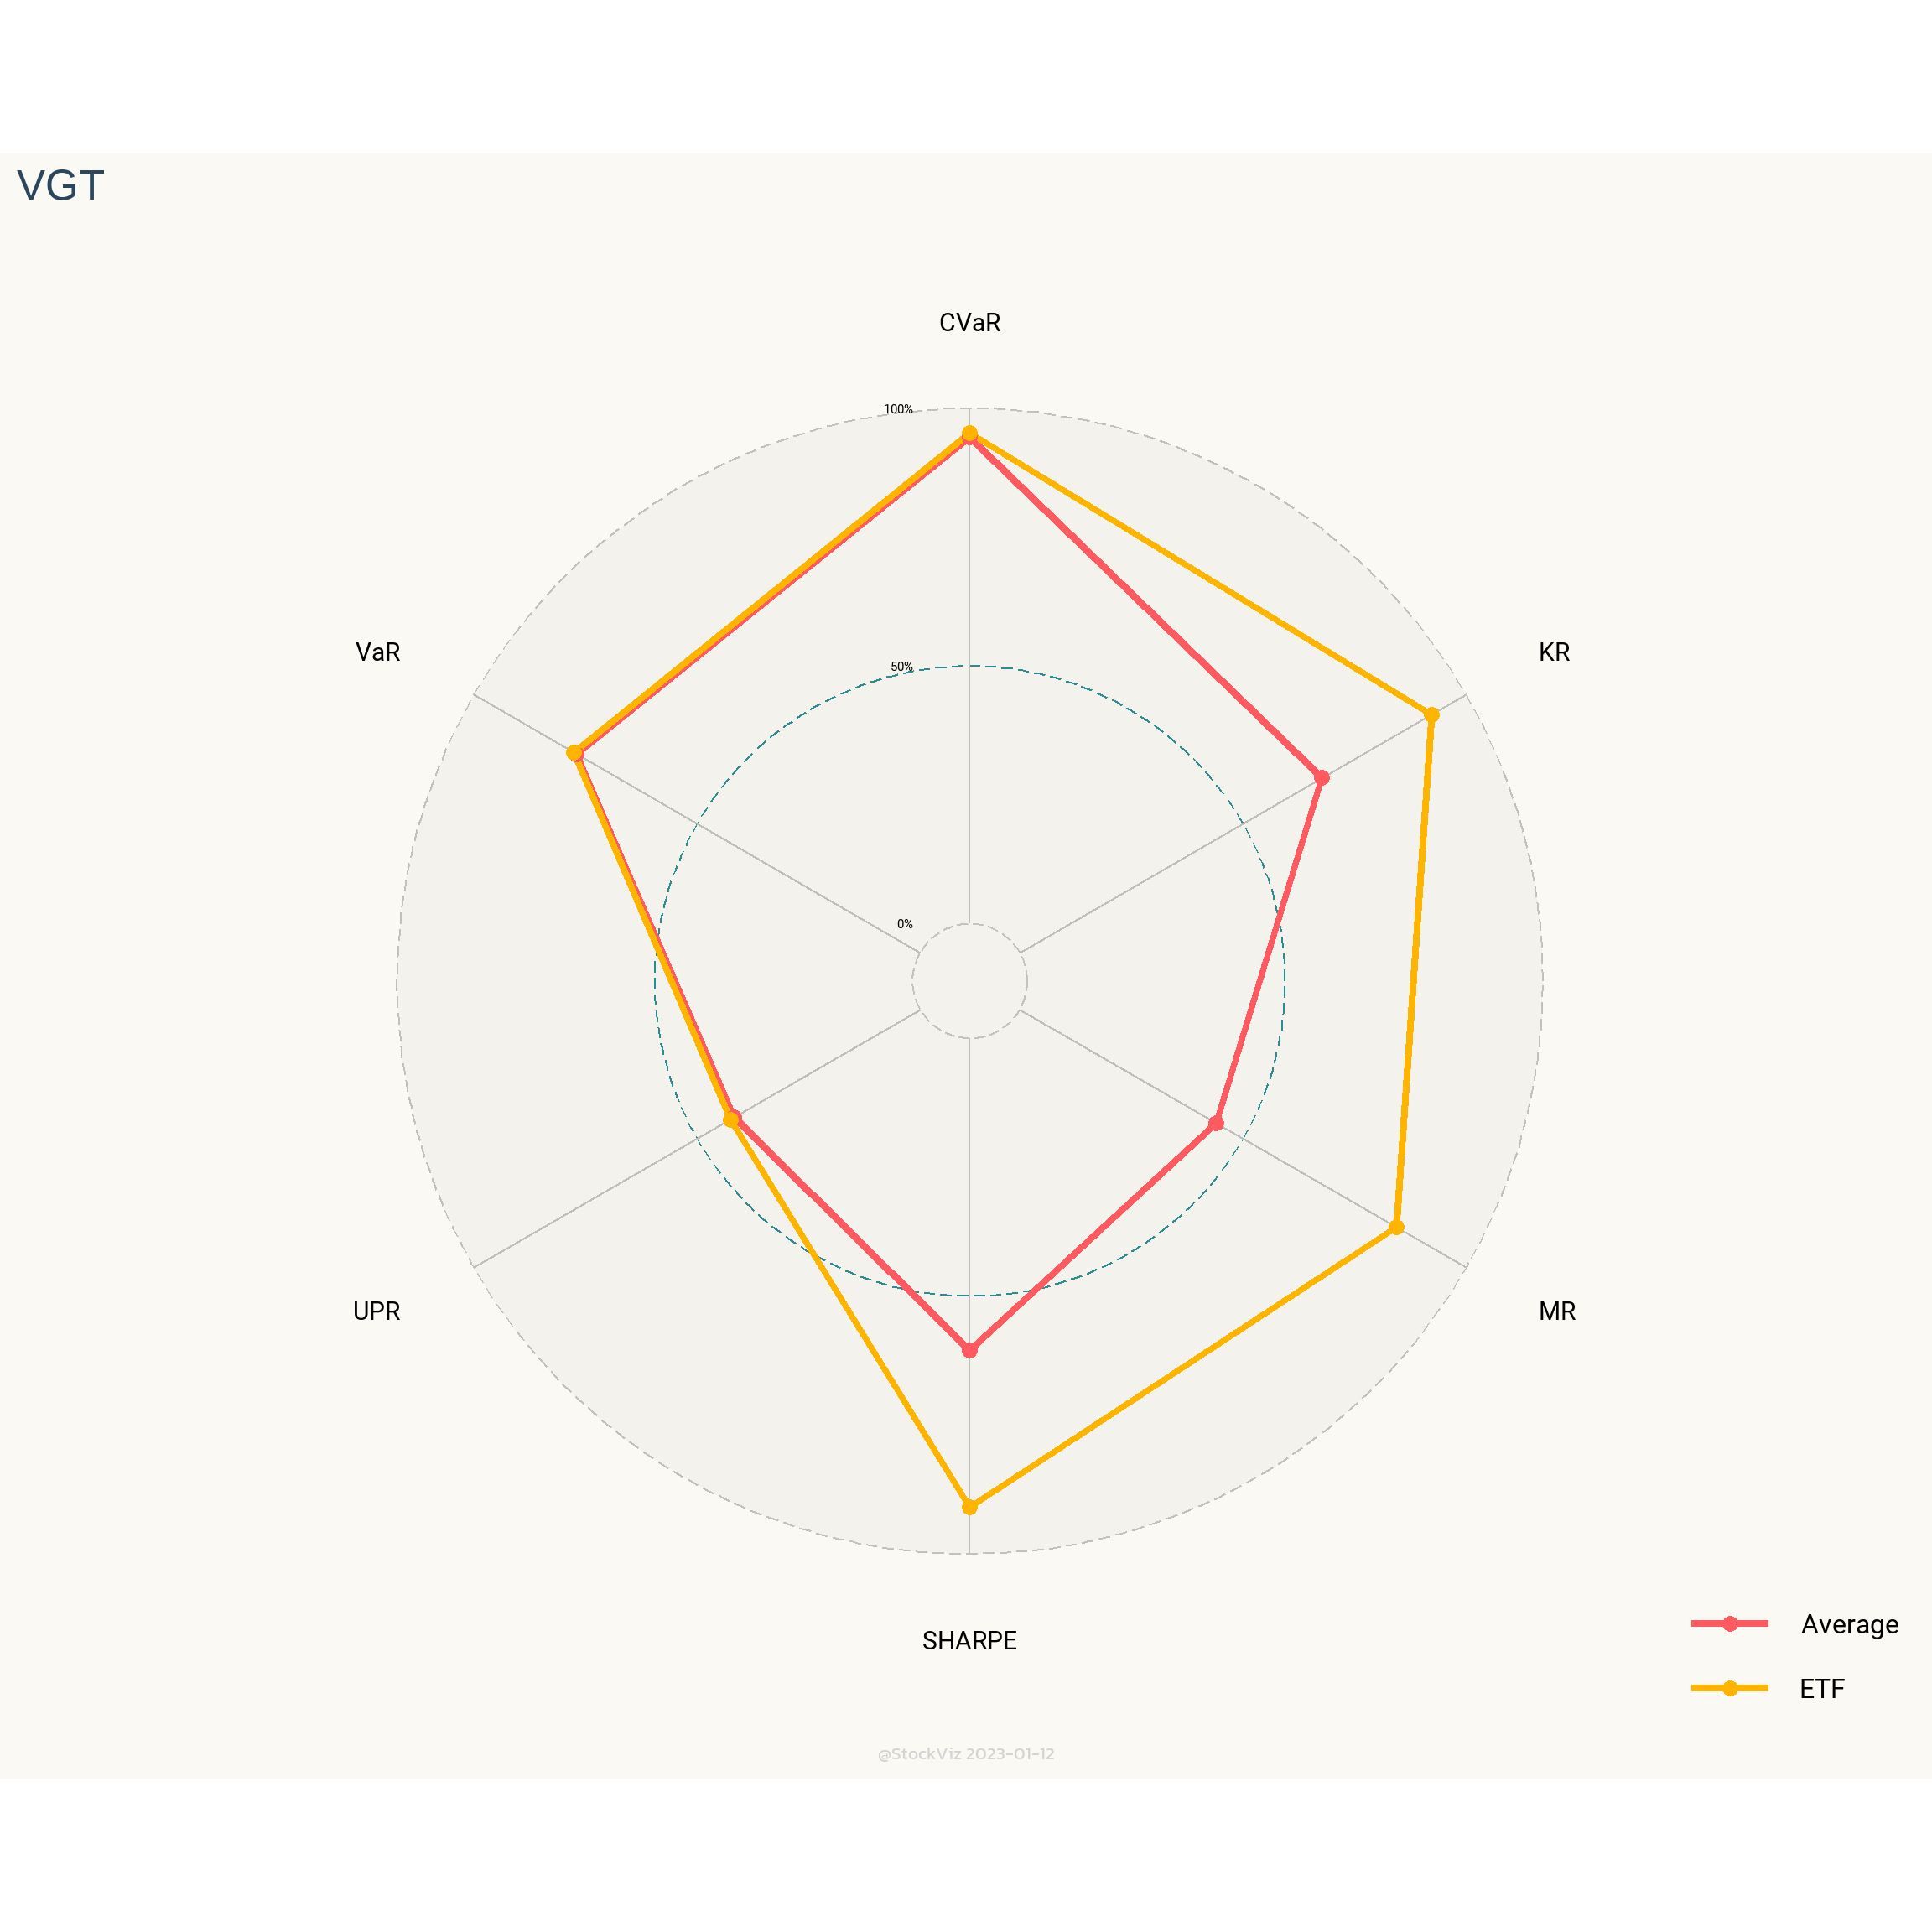 VGT
CVaR
100%
KR
VaR
50%
0%
MR
UPR
SHARPE
Average
ETF
@StockViz 2023-01-12